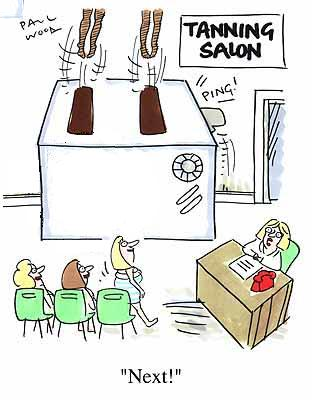 PAUL
WOOD
TANNING
SALON
PING!
"Next!"